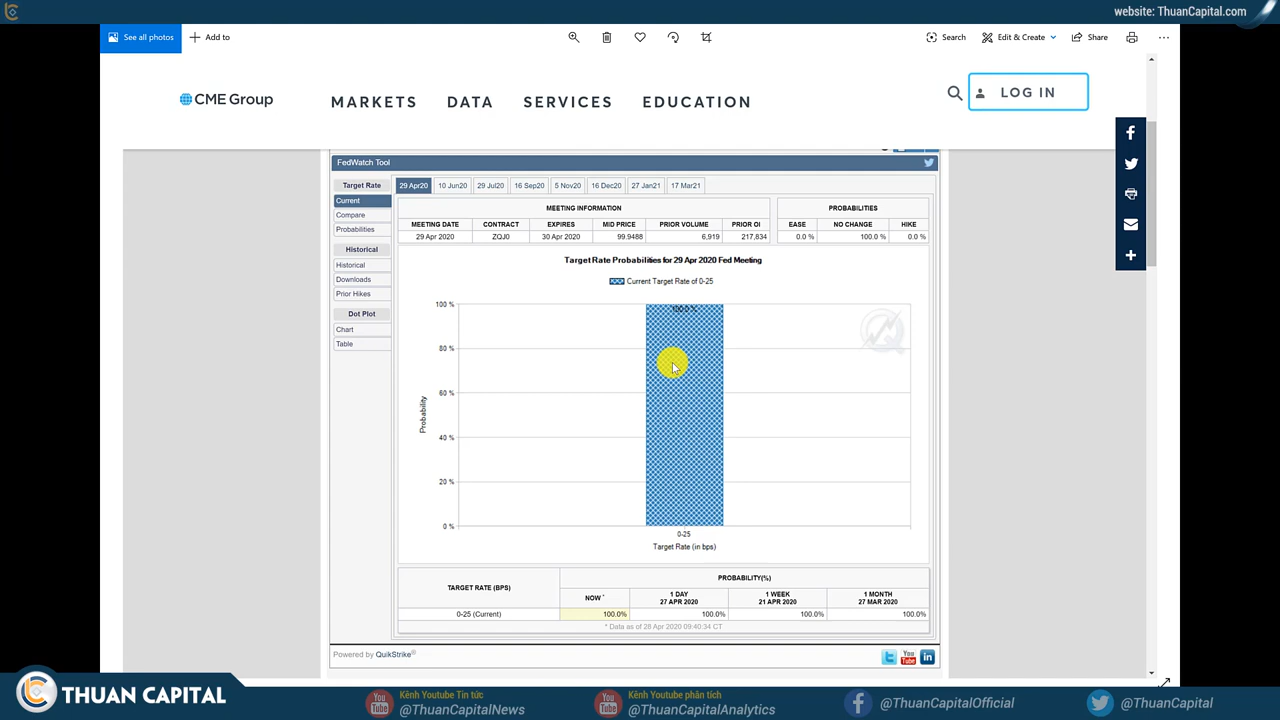 website: ThuanCapital.com
See all photos
Add to
Search
Edit & Create
Share
CME Group
MARKETS DATA SERVICES EDUCATION
LOG IN
FedWatch Tool
Target Rate
Current
Compare
Probabilities
Historical
Historical
Downloads
Prior Hikes
Dot Plot
Chart
Table
29 Apr20 10 Jun20 29 Jul20 16 Sep20 5 Nov20 16 Dec20 27 Jan21 17 Mar21
MEETING INFORMATION
MEETING DATE CONTRACT EXPIRES MID PRICE PRIOR VOLUME PRIOR OI
29 Apr 2020 ZQJ0 30 Apr 2020 99.9488 6,919 217,834
PROBABILITIES
EASE NO CHANGE HIKE
0.0 % 100.0 % 0.0 %
Target Rate Probabilities for 29 Apr 2020 Fed Meeting
Current Target Rate of 0-25
100.0 %
100 %
80 %
60 %
40 %
20 %
0 %
Probability
0-25
Target Rate (in bps)
TARGET RATE (BPS)
PROBABILITY(%)
NOW *
1 DAY
27 APR 2020
1 WEEK
21 APR 2020
1 MONTH
27 MAR 2020
0-25 (Current) 100.0% 100.0% 100.0% 100.0%
* Data as of 28 Apr 2020 09:40:34 CT
Powered by QuikStrike®
You
Tube
in
THUAN CAPITAL
You
Tube
Kênh Youtube Tin tức
@ThuanCapitalNews
You
Tube
Kênh Youtube phân tích
@ThuanCapitalAnalytics
@ThuanCapitalOfficial
@ThuanCapital